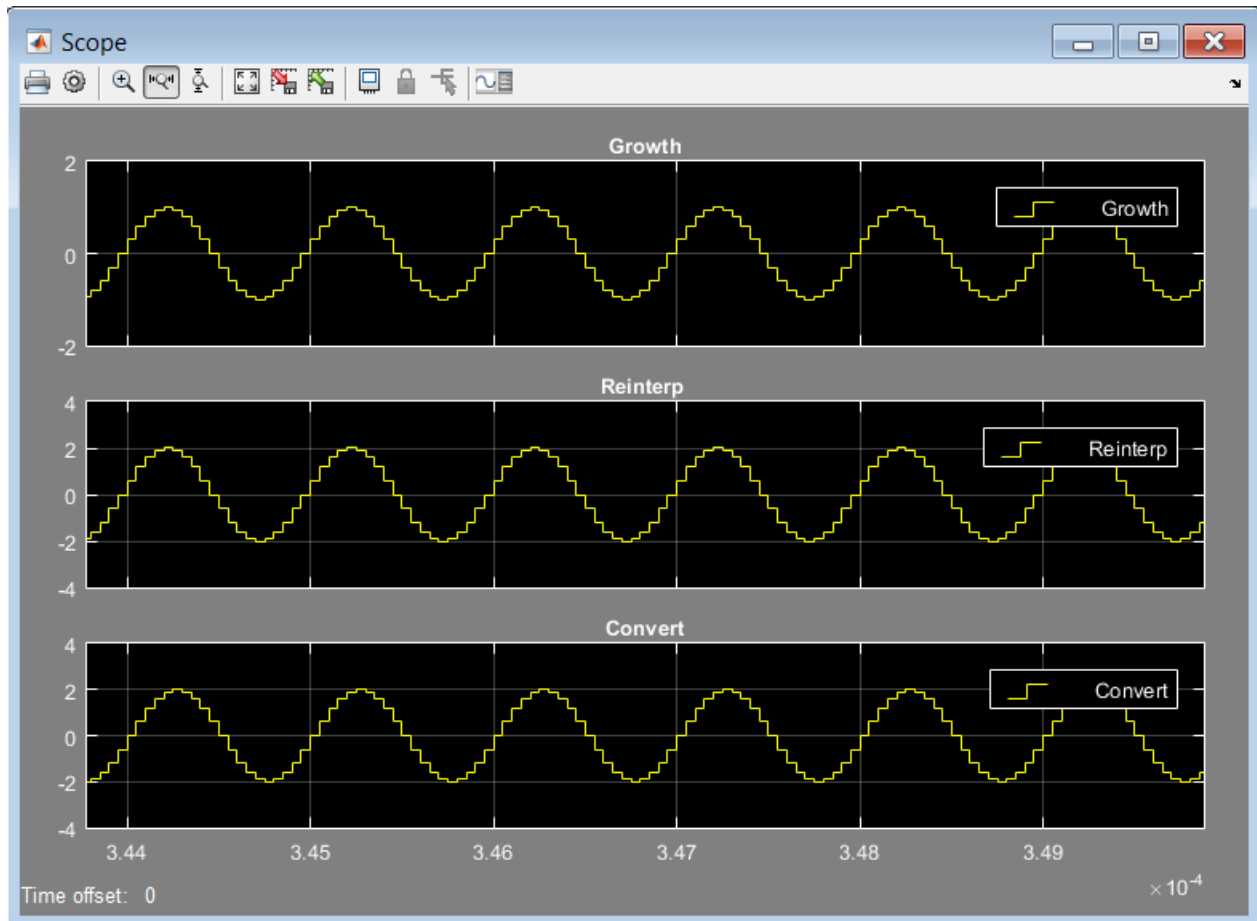 Scope
Growth
2
0
-2
Growth
Reinterp
4
2
0
-2
-4
Reinterp
Convert
4
2
0
-2
-4
Convert
3.44 3.45 3.46 3.47 3.48 3.49
Time offset: 0
× 10-4